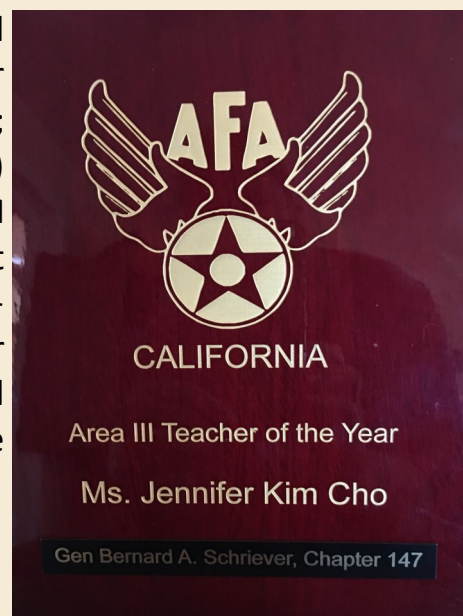 AFA
CALIFORNIA
Area III Teacher of the Year
Ms. Jennifer Kim Cho
Gen Bernard A. Schriever, Chapter 147